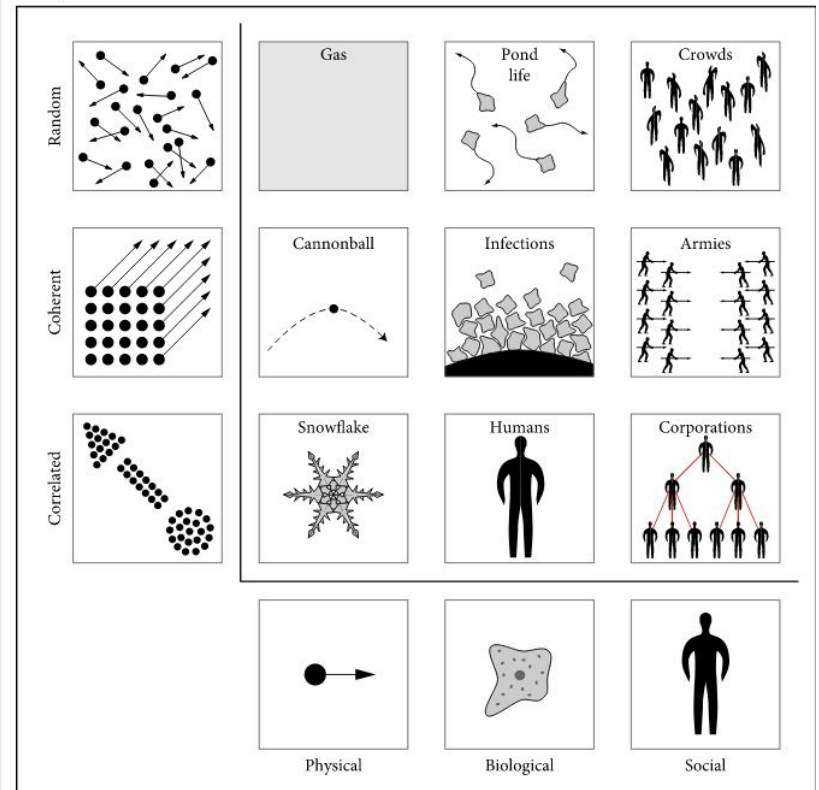 Random
Gas
Pond
life
Crowds
Coherent
Cannonball
Infections
Armies
Correlated
Snowflake
Humans
Corporations
Physical
Biological
Social